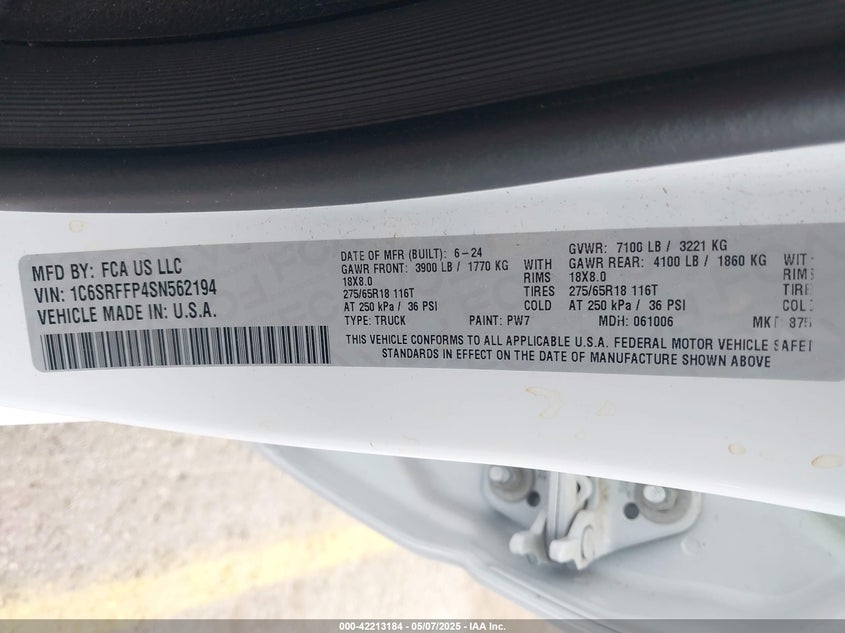 MFD BY: FCA US LLC
VIN: 1C6SRFFP4SN562194
VEHICLE MADE IN: U.S.A.
DATE OF MFR (BUILT): 6-24 GVWR: 7100 LB / 3221 KG
GAWR FRONT: 3900 LB / 1770 KG WITH GAWR REAR: 4100 LB / 1860 KG
18X8.0 RIMS 18X8.0 RIMS
275/65R18 116T TIRES 275/65R18 116T TIRE
AT 250 kPa / 36 PSI COLD AT 250 kPa / 36 PSI
TYPE: TRUCK PAINT: PW7 MDH: 061006
THIS VEHICLE CONFORMS TO ALL APPLICABLE U.S.A. FEDERAL MOTOR VEHICLE SAFET
STANDARDS IN EFFECT ON THE DATE OF MANUFACTURE SHOWN ABOVE
000-42213184 - 05/07/2025 - IAA Inc.